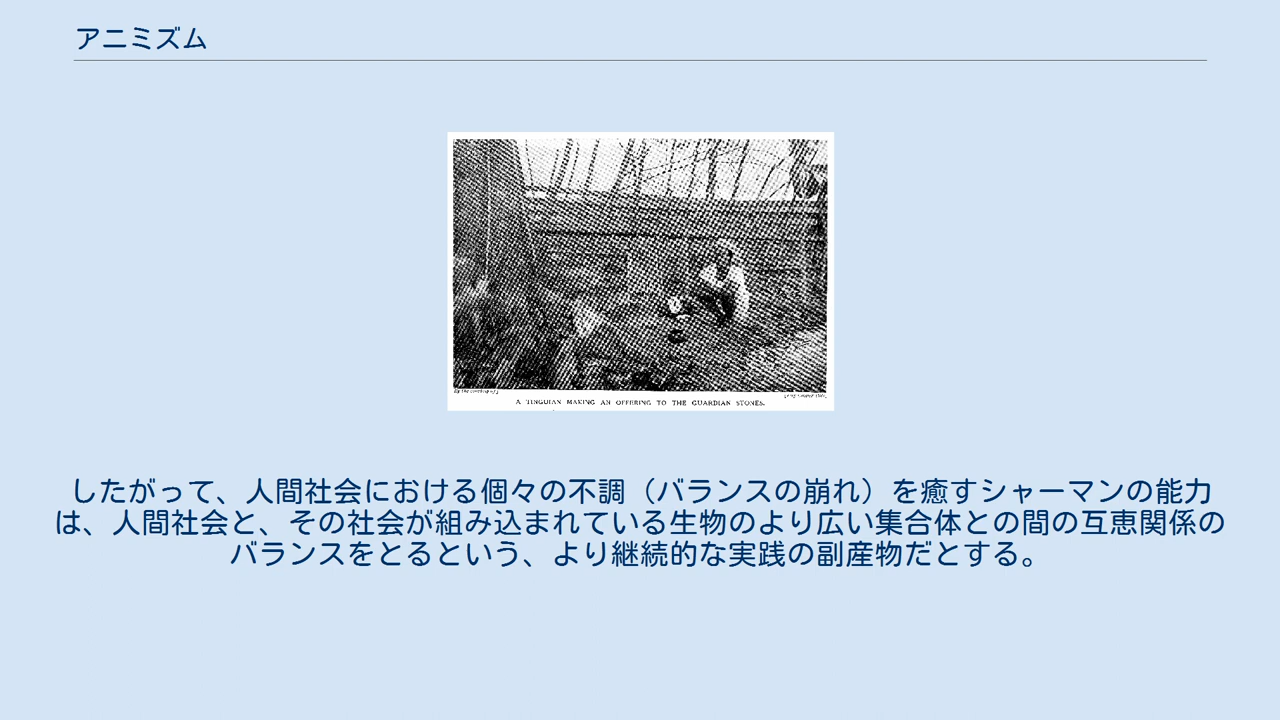 アニミズム
A TINGUIAN MAKING AN OFFERING TO THE GUARDIAN STONES.
したがって、人間社会における個々の不調（バランスの崩れ）を癒すシャーマンの能力
は、人間社会と、その社会が組み込まれている生物のより広い集合体との間の互恵関係の
バランスをとるという、より継続的な実践の副産物だとする。